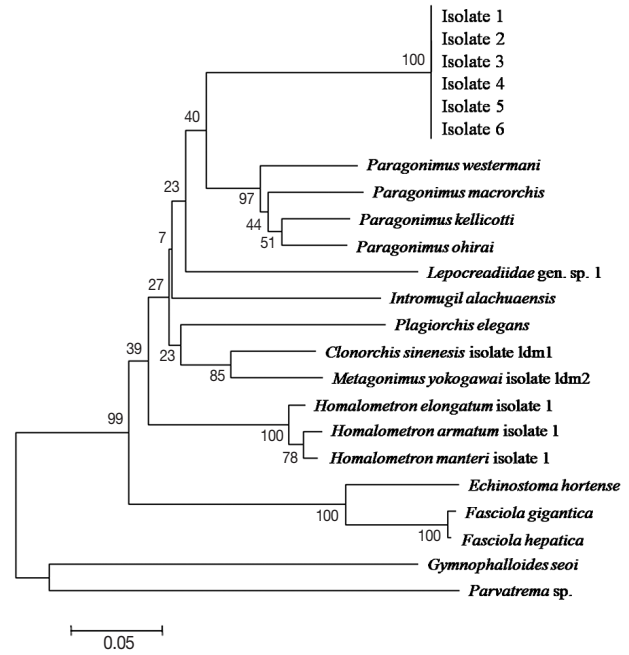 Isolate 1
Isolate 2
100
Isolate 3
Isolate 4
Isolate 5
Isolate 6
40
Paragonimus westermani
23
97
Paragonimus macrorchis
44
Paragonimus kellicotti
7
51
Paragonimus ohirai
Lepocreadiidae gen. sp. 1
27
Intromugil alachuaensis
Plagiorchis elegans
39
23
Clonorchis sinenesis isolate ldm1
85
Metagonimus yokogawai isolate ldm2
99
Homalometron elongatum isolate 1
100
Homalometron armatum isolate 1
78
Homalometron manteri isolate 1
Echinostoma hortense
100
Fasciola gigantica
100
Fasciola hepatica
Gymnophalloides seoi
Parvatrema sp.
0.05